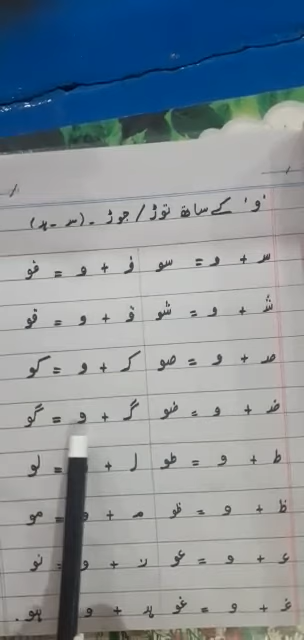 'و' کے ساتھ توڑ / جوڑ ۔ (س ۔ ہ)
س + و = سو ف + و = فو
ش + و = شو ق + و = قو
ص + و = صو ک + و = کو
ض + و = ضو گ + و = گو
ط + و = طو ل + و = لو
ظ + و = ظو م + و = مو
ع + و = عو ن + و = نو
غ + و = غو ہ + و = ہو ۔